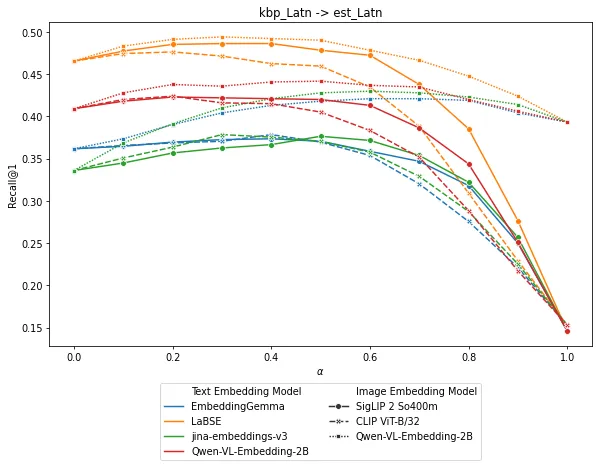 kbp_Latn -> est_Latn
Recall@1
0.50
0.45
0.40
0.35
0.30
0.25
0.20
0.15
0.0 0.2 0.4 0.6 0.8 1.0
α
Text Embedding Model Image Embedding Model
EmbeddingGemma SigLIP 2 So400m
LaBSE CLIP ViT-B/32
jina-embeddings-v3 Qwen-VL-Embedding-2B
Qwen-VL-Embedding-2B